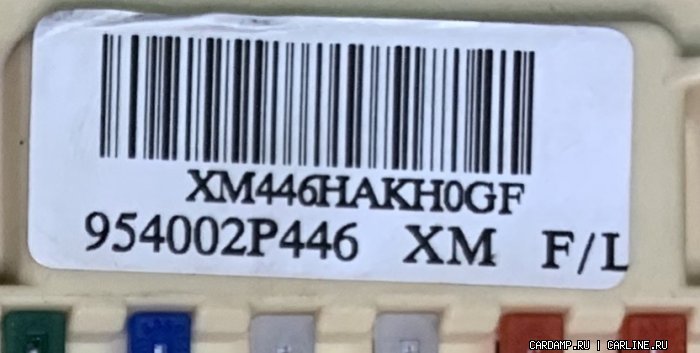 XM446HAKH0GF
954002P446 XM F/L
CARDAMP.RU | CARLINE.RU